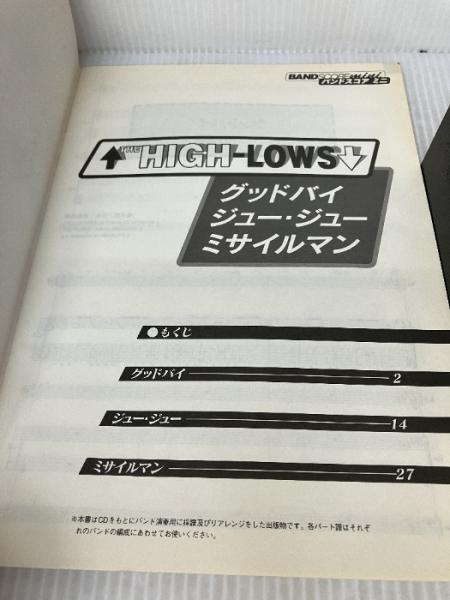 BAND SCORE mini
バンドスコア ミニ
↑THE HIGH-LOWS↓
グッドバイ
ジュー・ジュー
ミサイルマン
●もくじ
グッドバイ 2
ジュー・ジュー 14
ミサイルマン 27
※本書はCDをもとにバンド演奏用に採譜及びリアレンジをした出版物です。各パート譜はそれぞ
れのバンドの編成にあわせてお使いください。